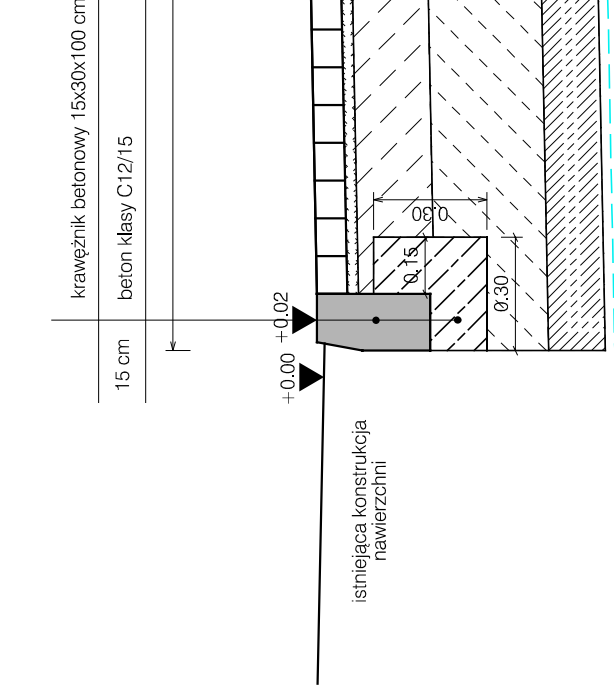 krawężnik betonowy 15x30x100 cm
15 cm
beton klasy C12/15
+0.00
+0.02
istniejąca konstrukcja
nawierzchni
0.30
0.15
0.30